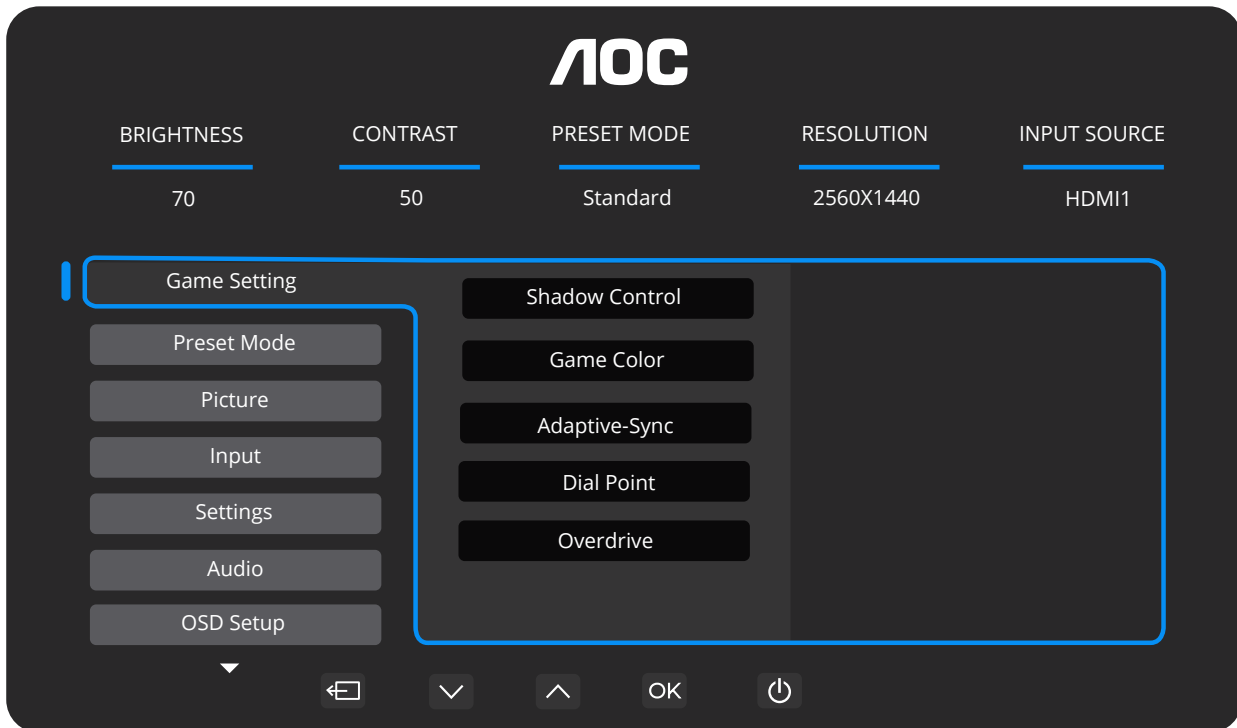 AOC
BRIGHTNESS CONTRAST PRESET MODE RESOLUTION INPUT SOURCE
70 50 Standard 2560X1440 HDMI1
Game Setting
Preset Mode
Picture
Input
Settings
Audio
OSD Setup
Shadow Control
Game Color
Adaptive-Sync
Dial Point
Overdrive
OK